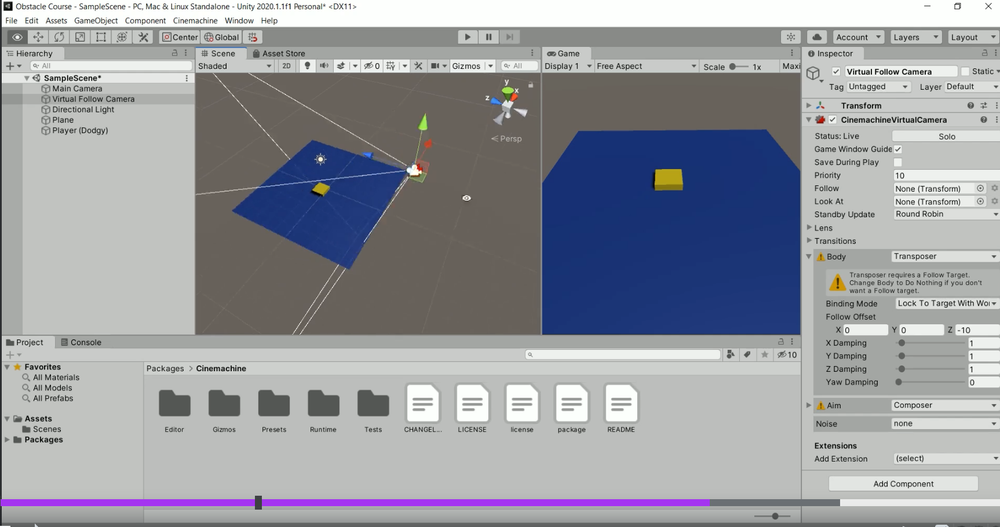 Obstacle Course - SampleScene - PC, Mac & Linux Standalone - Unity 2020.1.1f1 Personal* <DX11>
File Edit Assets GameObject Component Cinemachine Window Help
Center Global Account Layers Layout
Hierarchy
All
SampleScene*
Main Camera
Virtual Follow Camera
Directional Light
Plane
Player (Dodgy)
Scene Asset Store
Shaded 2D 0 Gizmos All
y
x
z
Persp
Game
Display 1 Free Aspect Scale 1x Maxi
Inspector
Virtual Follow Camera Static
Tag Untagged Layer Default
Transform
CinemachineVirtualCamera
Status: Live Solo
Game Window Guide
Save During Play
Priority 10
Follow None (Transform)
Look At None (Transform)
Standby Update Round Robin
Lens
Transitions
Body Transposer
Transposer requires a Follow Target.
Change Body to Do Nothing if you don't
want a Follow target.
Binding Mode Lock To Target With Wor
Follow Offset
X 0 Y 0 Z -10
X Damping 1
Y Damping 1
Z Damping 1
Yaw Damping 0
Aim Composer
Noise none
Extensions
Add Extension (select)
Add Component
Project Console
10
Favorites
All Materials
All Models
All Prefabs
Assets
Scenes
Packages
Packages > Cinemachine
Editor Gizmos Presets Runtime Tests CHANGEL... LICENSE license package README